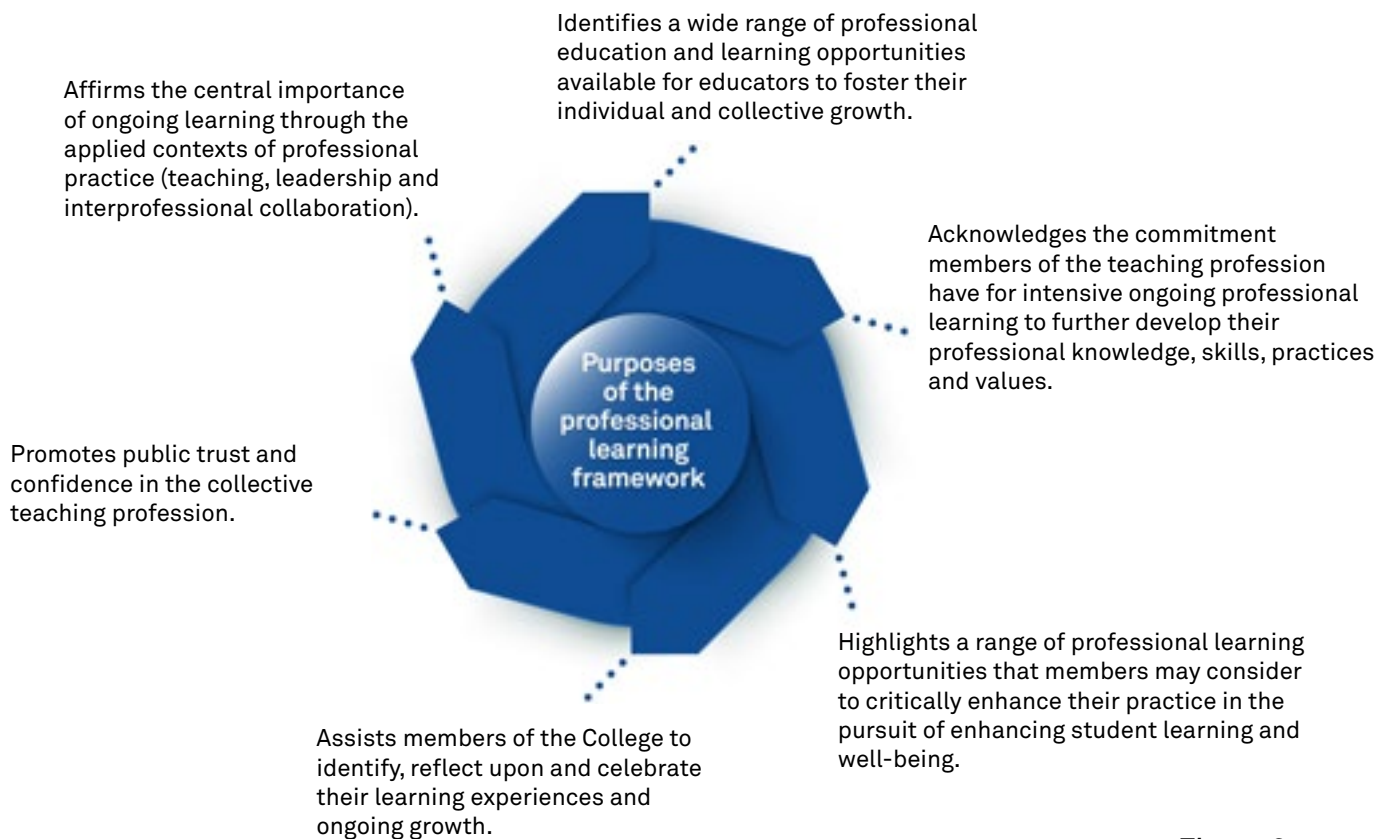 Identifies a wide range of professional
education and learning opportunities
available for educators to foster their
individual and collective growth.
Affirms the central importance
of ongoing learning through the
applied contexts of professional
practice (teaching, leadership and
interprofessional collaboration).
Acknowledges the commitment
members of the teaching profession
have for intensive ongoing professional
learning to further develop their
professional knowledge, skills, practices
and values.
Purposes
of the
professional
learning
framework
Promotes public trust and
confidence in the collective
teaching profession.
Highlights a range of professional learning
opportunities that members may consider
to critically enhance their practice in the
pursuit of enhancing student learning and
well-being.
Assists members of the College to
identify, reflect upon and celebrate
their learning experiences and
ongoing growth.